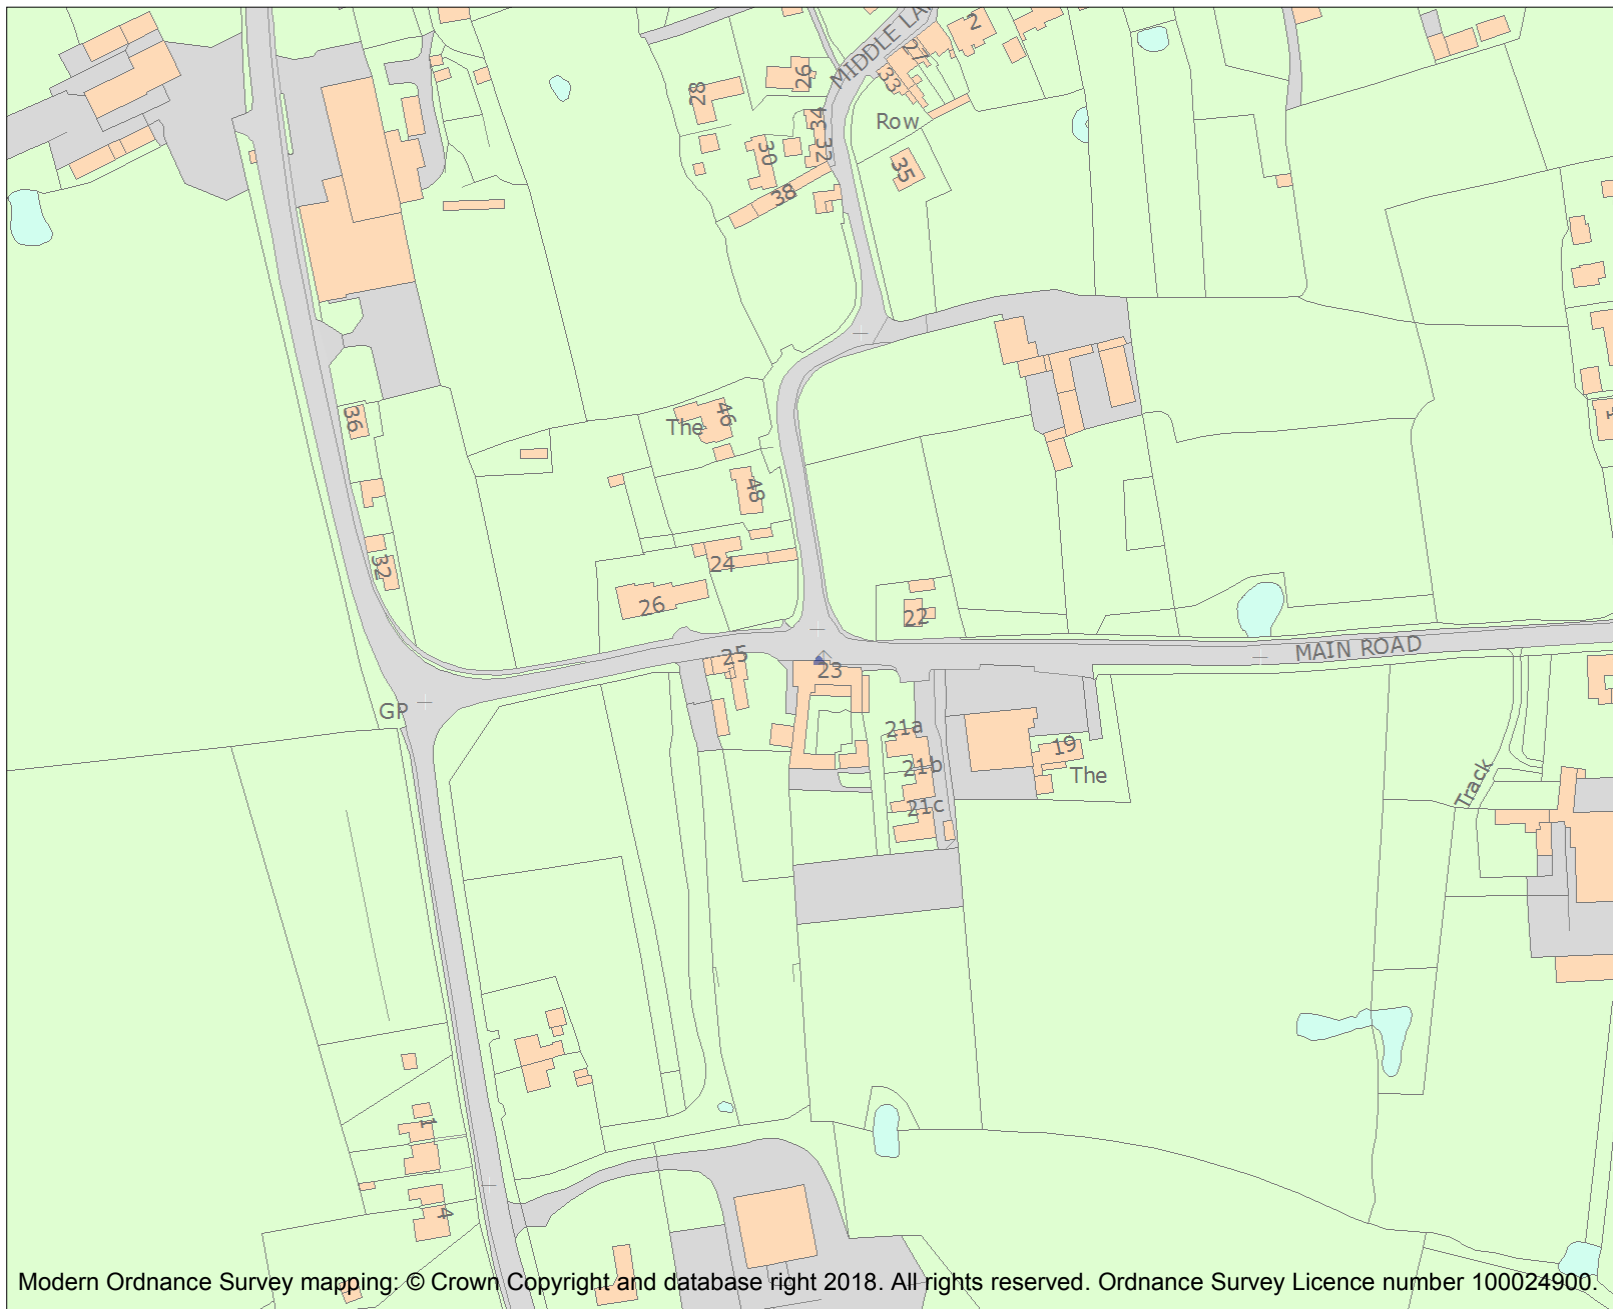 MIDDLE LA
2
27
33
26
28
34
32
Row
30
35
38
36
46
The
48
24
32
26
22
MAIN ROAD
25
23
GP
21a
19
21b
The
21c
Track
1
4
Modern Ordnance Survey mapping: © Crown Copyright and database right 2018. All rights reserved. Ordnance Survey Licence number 100024900.